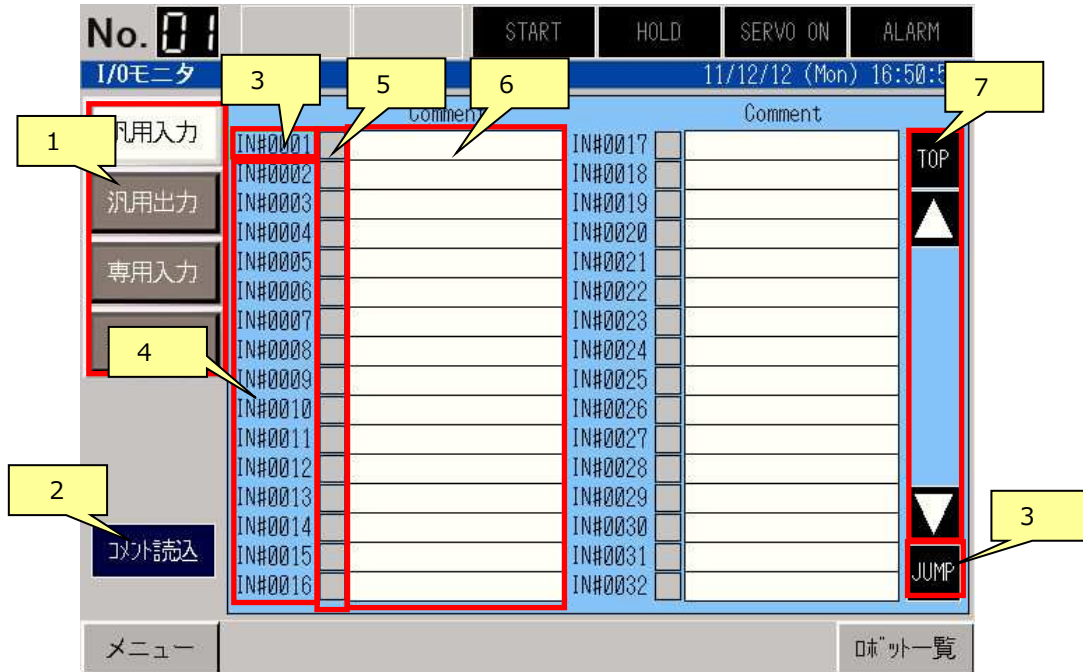 No. 01 START HOLD SERVO ON ALARM
I/Oモニタ 11/12/12 (Mon) 16:50:5
3 5 6 7
Comment Comment
1 汎用入力
汎用出力
専用入力
4
2
コメント読込
3
IN#0001 IN#0017 TOP
IN#0002 IN#0018
IN#0003 IN#0019
IN#0004 IN#0020
IN#0005 IN#0021
IN#0006 IN#0022
IN#0007 IN#0023
IN#0008 IN#0024
IN#0009 IN#0025
IN#0010 IN#0026
IN#0011 IN#0027
IN#0012 IN#0028
IN#0013 IN#0029
IN#0014 IN#0030
IN#0015 IN#0031
IN#0016 IN#0032 JUMP
メニュー ロボット一覧